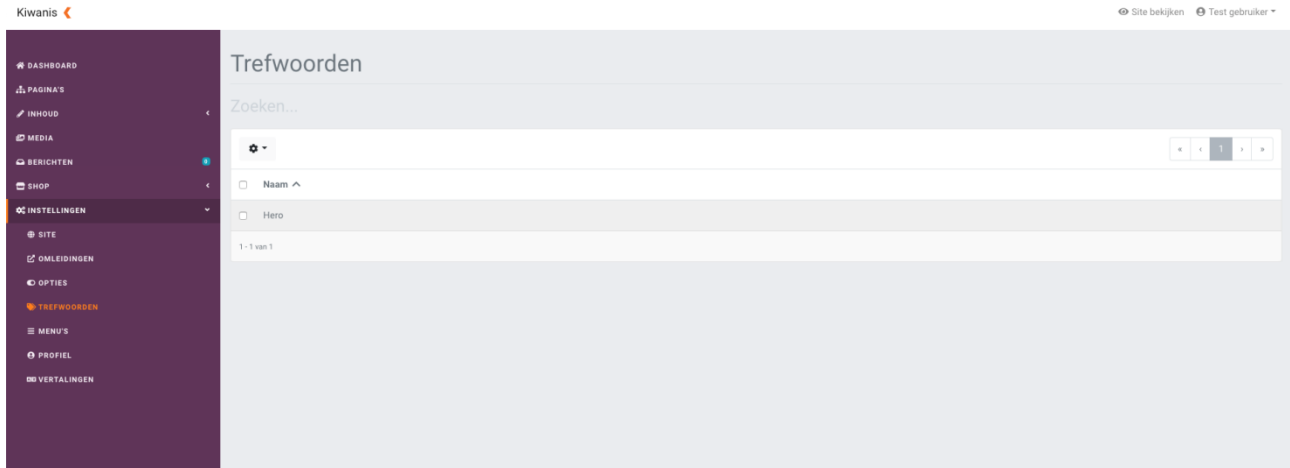 Kiwanis
Site bekijken
Test gebruiker
DASHBOARD
PAGINA'S
INHOUD
MEDIA
BERICHTEN 0
SHOP
INSTELLINGEN
SITE
OMLEIDINGEN
OPTIES
TREFWOORDEN
MENU'S
PROFIEL
VERTALINGEN
Trefwoorden
Zoeken...
« ‹ 1 › »
Naam
Hero
1 - 1 van 1